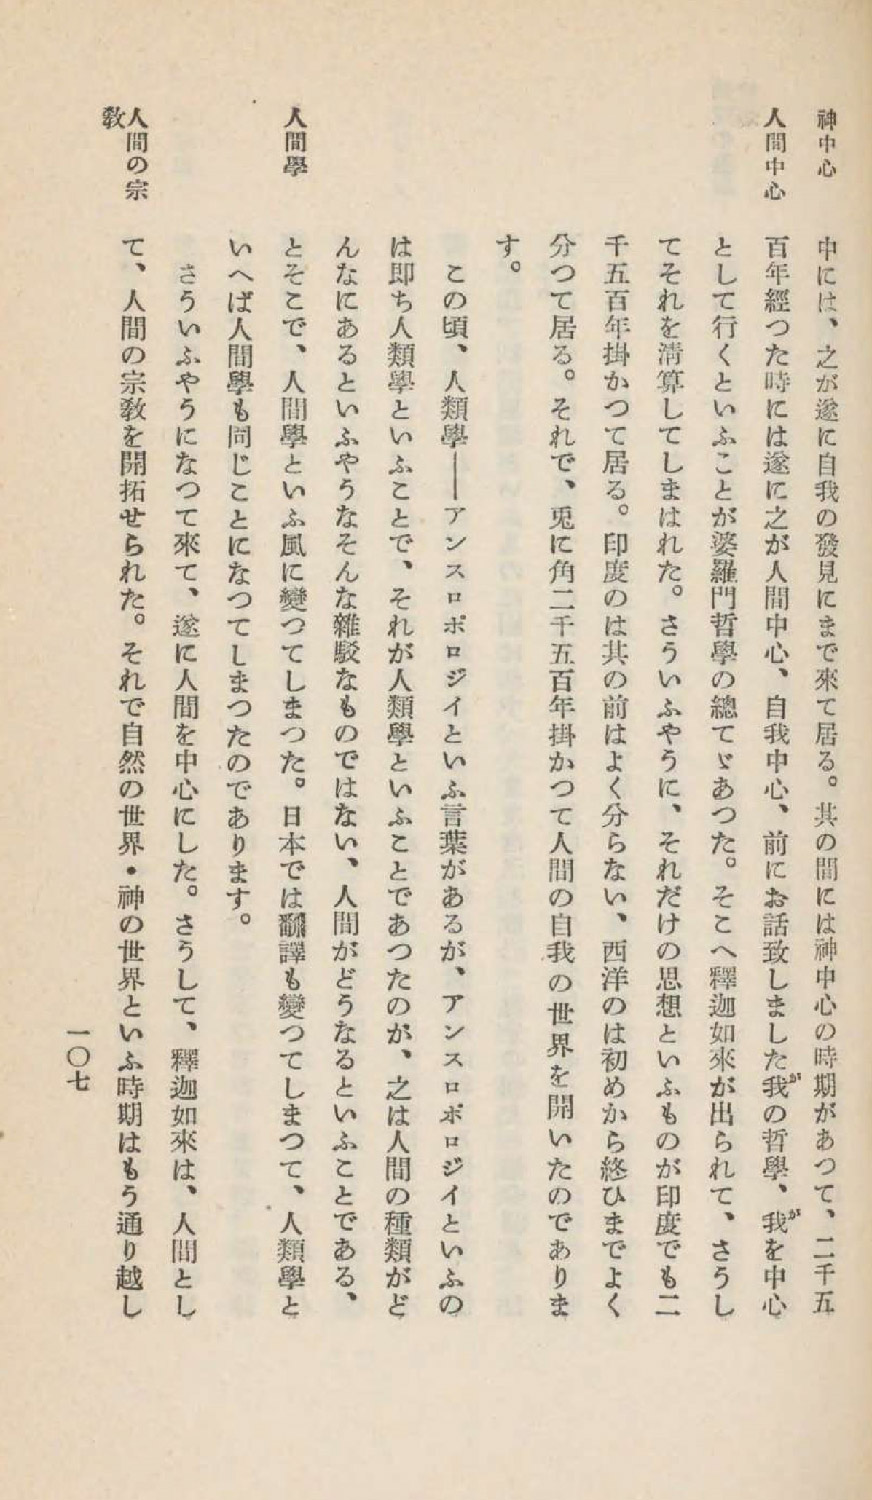 神中心
人間中心
人間學
人間の宗
教
中には、之が遂に自我の發見にまで來て居る。其の間には神中心の時期があつて、二千五
百年經つた時には遂に之が人間中心、自我中心、前にお話致しました我の哲學、我を中心
が
が
として行くといふことが婆羅門哲學の總てゞあつた。そこへ釋迦如來が出られて、さうし
てそれを淸算してしまはれた。さういふやうに、それだけの思想といふものが印度でも二
千五百年掛かつて居る。印度のは其の前はよく分らない、西洋のは初めから終ひまでよく
分つて居る。それで、兎に角二千五百年掛かつて人間の自我の世界を開いたのでありま
す。
この頃、人類學――アンスロポロジイといふ言葉があるが、アンスロポロジイといふの
は即ち人類學といふことで、それが人類學といふことであつたのが、之は人間の種類がど
んなにあるといふやうなそんな雜駁なものではない、人間がどうなるといふことである、
とそこで、人間學といふ風に變つてしまつた。日本では飜譯も變つてしまつて、人類學と
いへば人間學も同じことになつてしまつたのであります。
さういふやうになつて來て、遂に人間を中心にした。さうして、釋迦如來は、人間とし
て、人間の宗教を開拓せられた。それで自然の世界・神の世界といふ時期はもう通り越し
一〇七